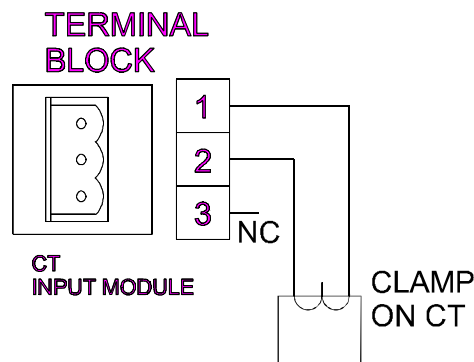 TERMINAL
BLOCK
1
2
3
NC
CT
INPUT MODULE
CLAMP
ON CT